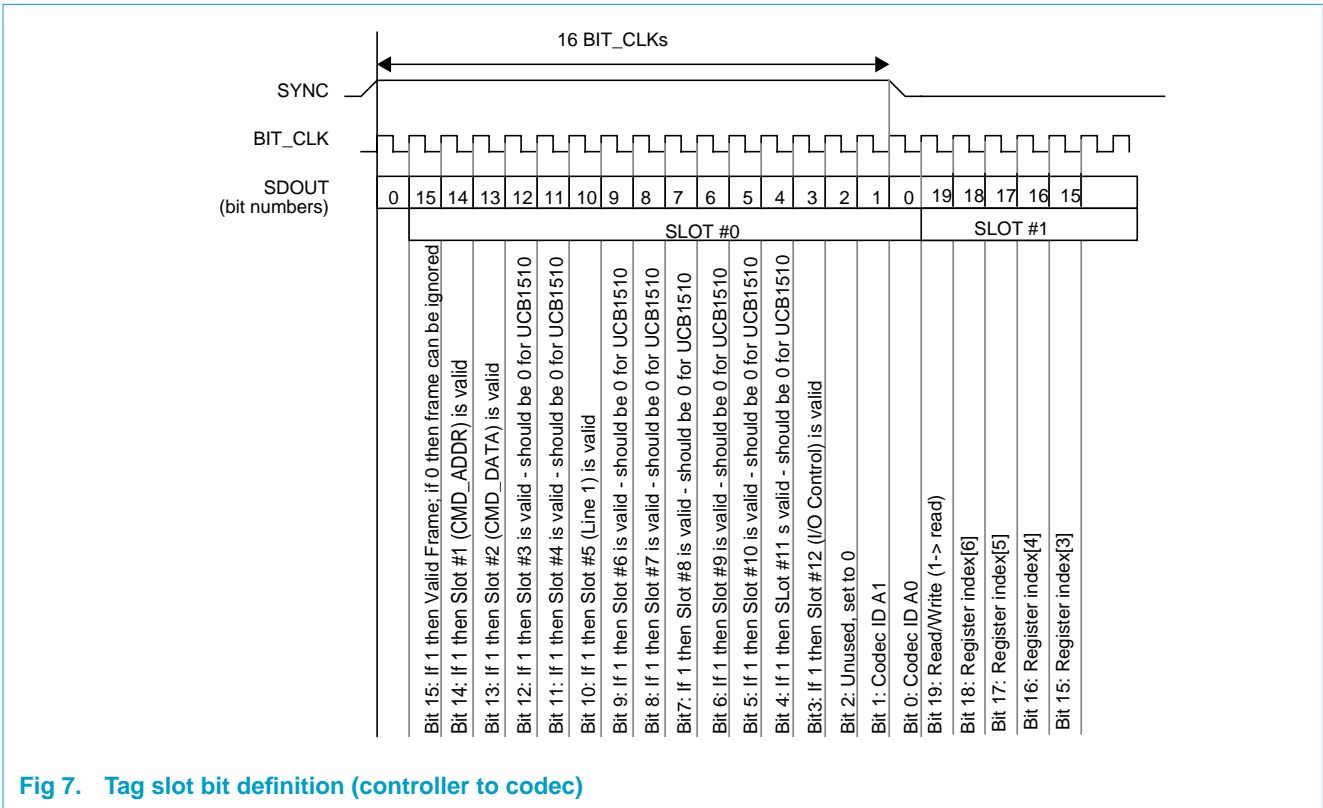 16 BIT_CLKs
SYNC
BIT_CLK
SDOUT
(bit numbers)
0 15 14 13 12 11 10 9 8 7 6 5 4 3 2 1 0 19 18 17 16 15
SLOT #0 SLOT #1
Bit 15: If 1 then Valid Frame; if 0 then frame can be ignored
Bit 14: If 1 then Slot #1 (CMD_ADDR) is valid
Bit 13: If 1 then Slot #2 (CMD_DATA) is valid
Bit 12: If 1 then Slot #3 is valid - should be 0 for UCB1510
Bit 11: If 1 then Slot #4 is valid - should be 0 for UCB1510
Bit 10: If 1 then Slot #5 (Line 1) is valid
Bit 9: If 1 then Slot #6 is valid - should be 0 for UCB1510
Bit 8: If 1 then Slot #7 is valid - should be 0 for UCB1510
Bit7: If 1 then Slot #8 is valid - should be 0 for UCB1510
Bit 6: If 1 then Slot #9 is valid - should be 0 for UCB1510
Bit 5: If 1 then Slot #10 is valid - should be 0 for UCB1510
Bit 4: If 1 then SLot #11 s valid - should be 0 for UCB1510
Bit3: If 1 then Slot #12 (I/O Control) is valid
Bit 2: Unused, set to 0
Bit 1: Codec ID A1
Bit 0: Codec ID A0
Bit 19: Read/Write (1-> read)
Bit 18: Register index[6]
Bit 17: Register index[5]
Bit 16: Register index[4]
Bit 15: Register index[3]
Fig 7. Tag slot bit definition (controller to codec)